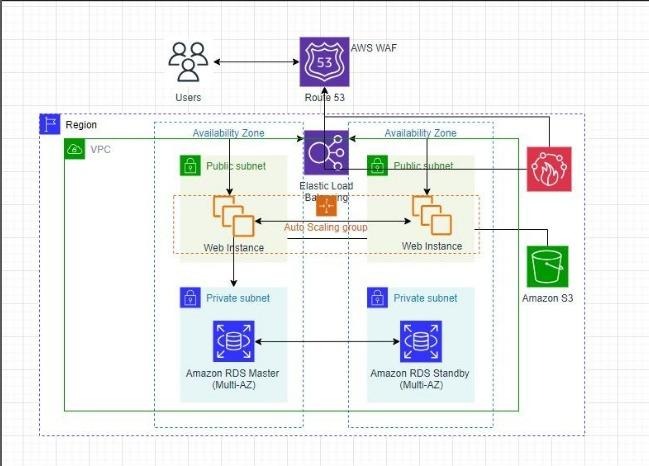 AWS WAF
53
Users
Route 53
Region
VPC
Availability Zone
Availability Zone
Public subnet
Public subnet
Elastic Load
Balancing
Auto Scaling group
Web Instance
Web Instance
Amazon S3
Private subnet
Private subnet
Amazon RDS Master
(Multi-AZ)
Amazon RDS Standby
(Multi-AZ)